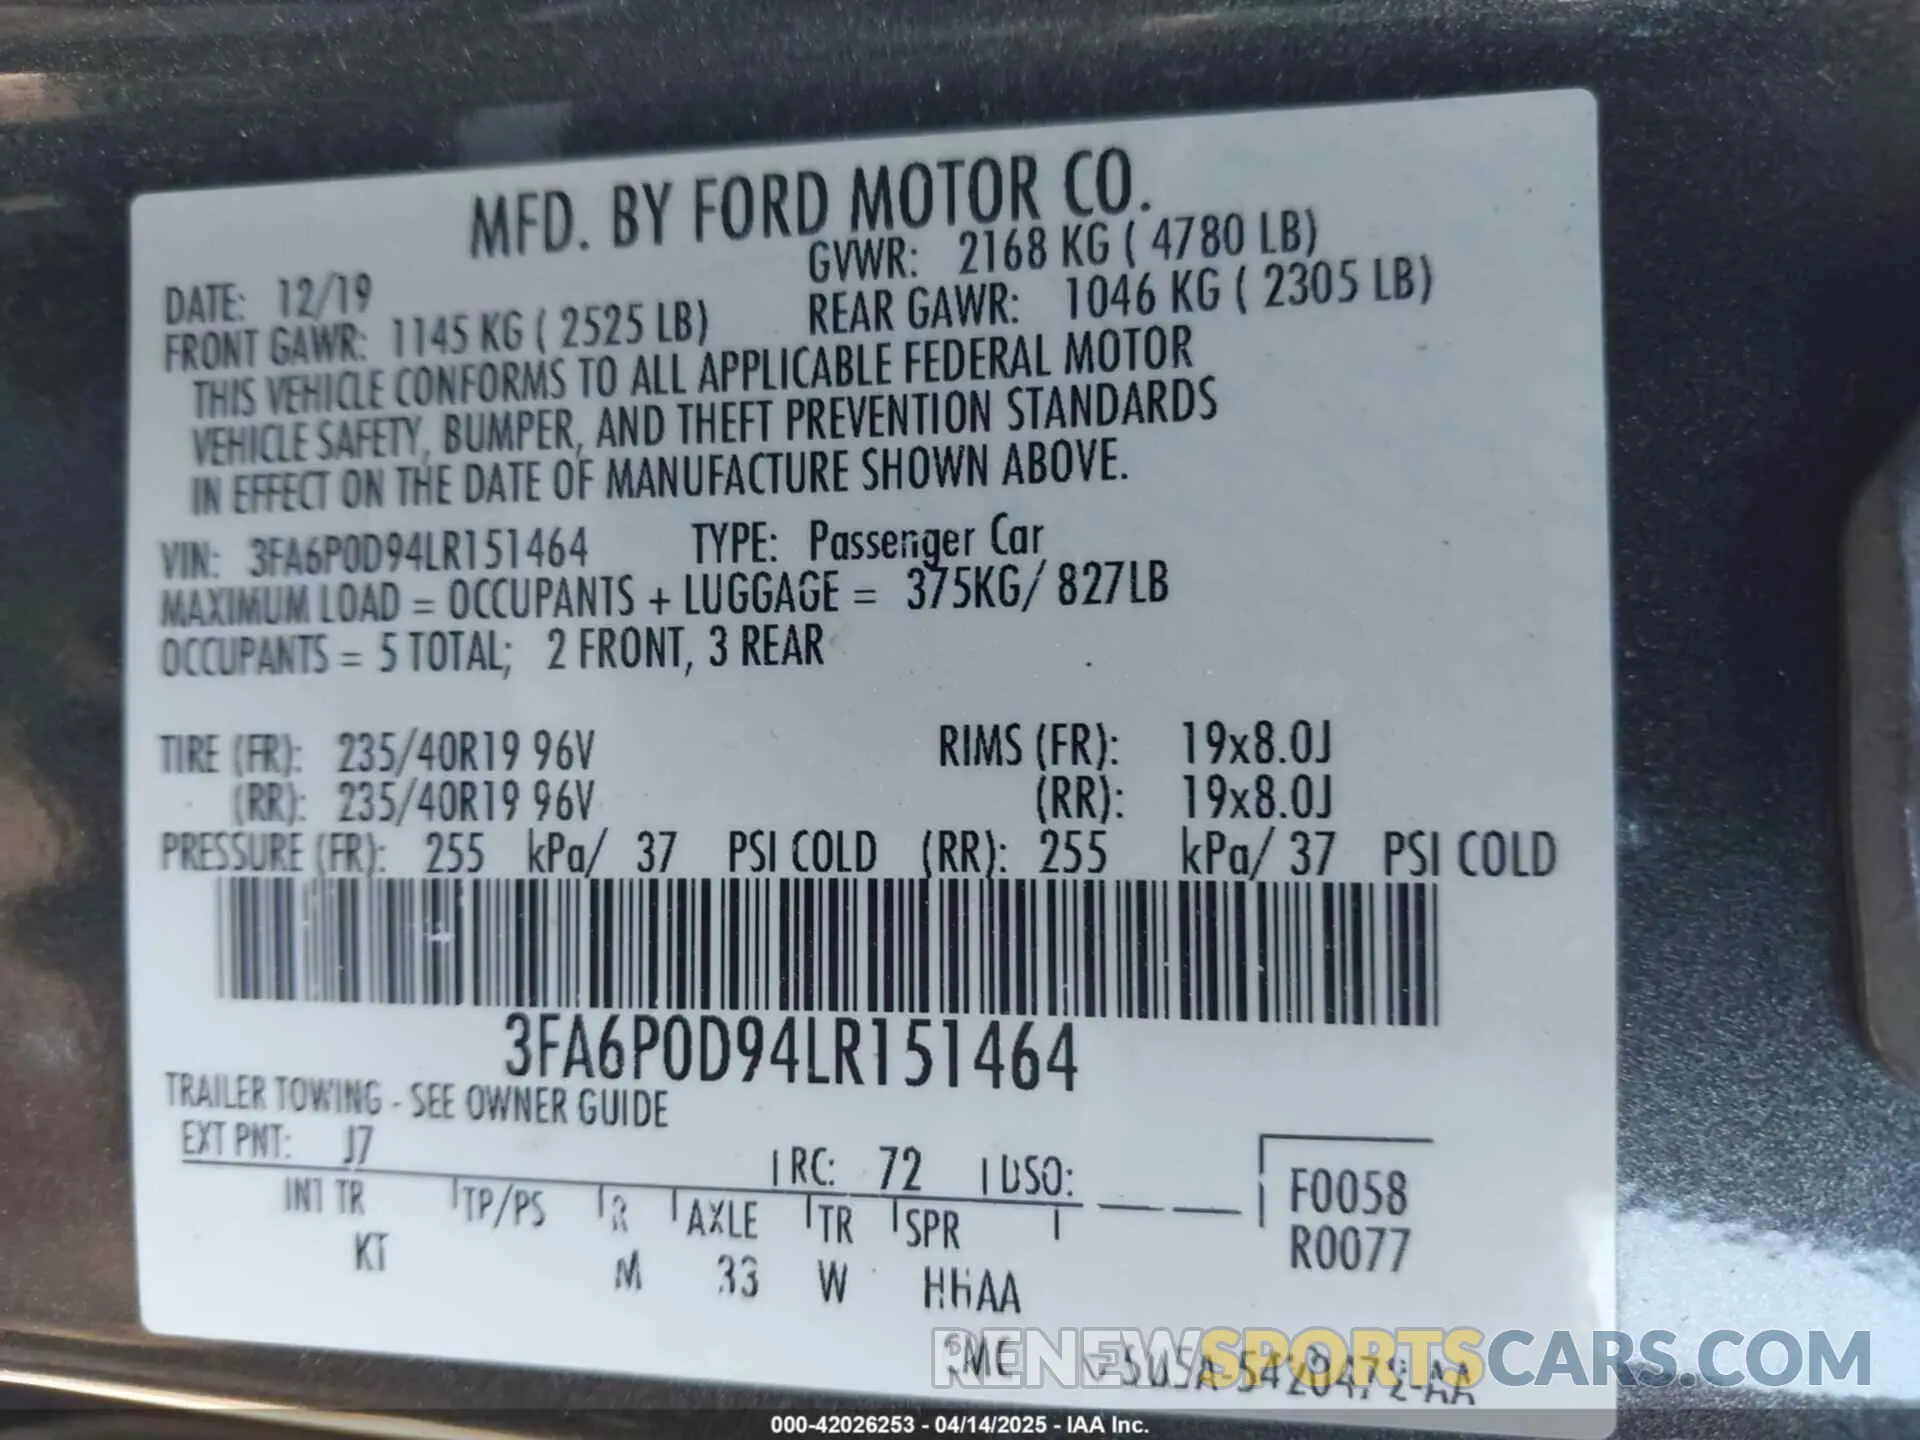 MFD. BY FORD MOTOR CO.
DATE: 12/19 GVWR: 2168 KG ( 4780 LB)
FRONT GAWR: 1145 KG ( 2525 LB) REAR GAWR: 1046 KG ( 2305 LB)
THIS VEHICLE CONFORMS TO ALL APPLICABLE FEDERAL MOTOR
VEHICLE SAFETY, BUMPER, AND THEFT PREVENTION STANDARDS
IN EFFECT ON THE DATE OF MANUFACTURE SHOWN ABOVE.
VIN: 3FA6P0D94LR151464 TYPE: Passenger Car
MAXIMUM LOAD = OCCUPANTS + LUGGAGE = 375KG/ 827LB
OCCUPANTS = 5 TOTAL; 2 FRONT, 3 REAR
TIRE (FR): 235/40R19 96V RIMS (FR): 19x8.0J
(RR): 235/40R19 96V (RR): 19x8.0J
PRESSURE (FR): 255 kPa/ 37 PSI COLD (RR): 255 kPa/ 37 PSI COLD
3FA6P0D94LR151464
TRAILER TOWING - SEE OWNER GUIDE
EXT PNT: J7 RC: 72 DSO: F0058
INT TR TP/PS R AXLE TR SPR R0077
KT M 33 W HHAA
RENEWSPORTSCARS.COM
000-42026253 - 04/14/2025 - IAA Inc.